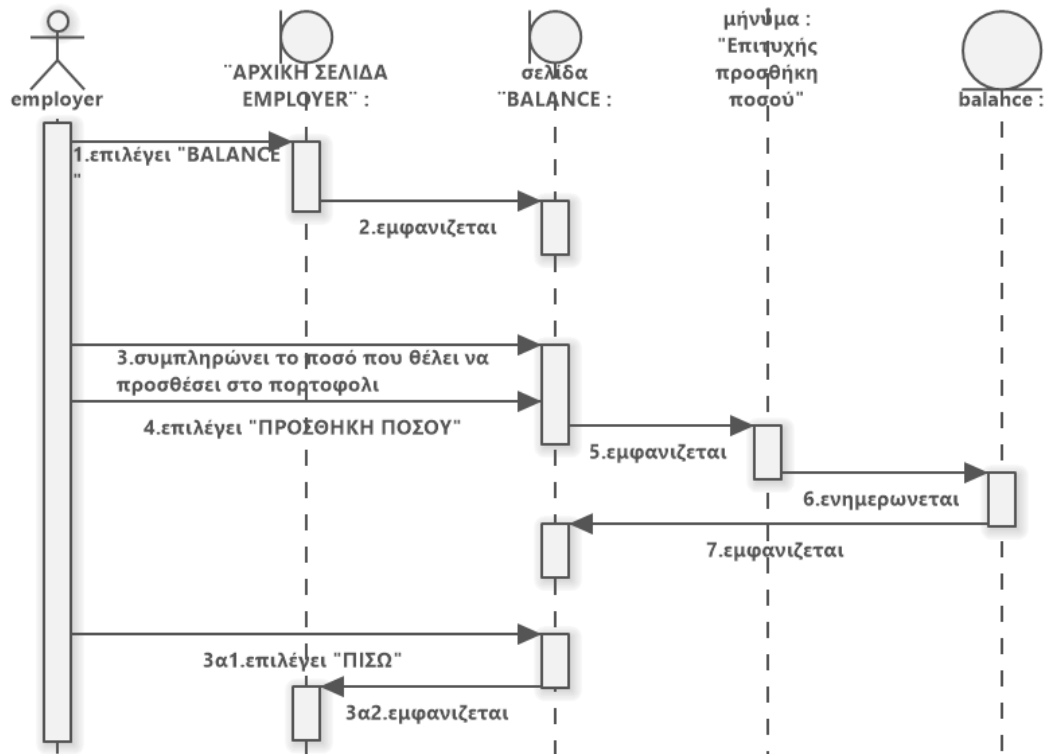 employer
¨ΑΡΧΙΚΗ ΣΕΛΙΔΑ
EMPLOYER¨ :
σελίδα
¨BALANCE :
μήνυμα :
"Επιτυχής
προσθήκη
ποσού"
balance :
1.επιλέγει "BALANCE
"
2.εμφανιζεται
3.συμπληρώνει το ποσό που θέλει να
προσθέσει στο πορτοφολι
4.επιλέγει "ΠΡΟΣΘΗΚΗ ΠΟΣΟΥ"
5.εμφανιζεται
6.ενημερωνεται
7.εμφανιζεται
3α1.επιλέγει "ΠΙΣΩ"
3α2.εμφανιζεται